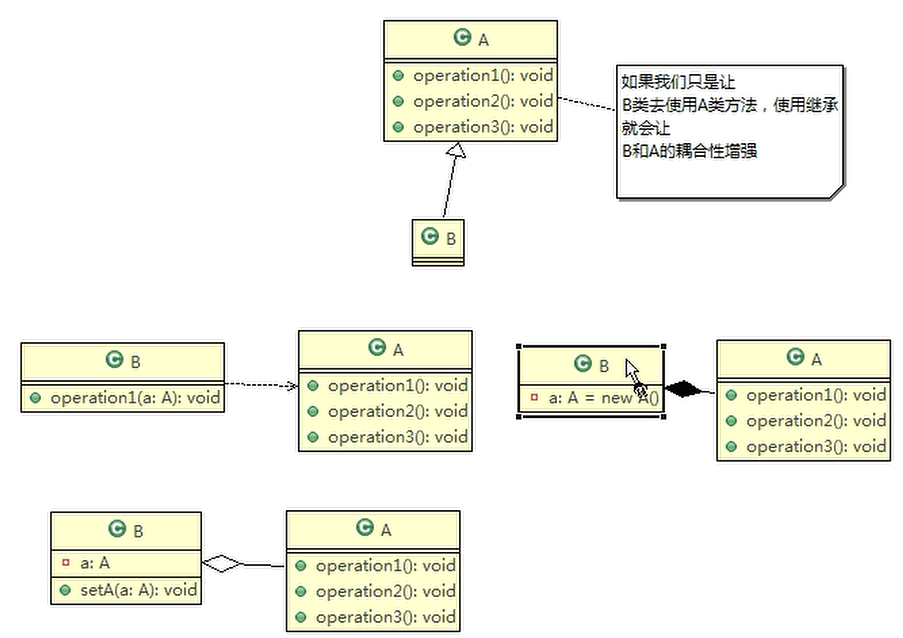 A
operation1(): void
operation2(): void
operation3(): void
如果我们只是让
B类去使用A类方法，使用继承
就会让
B和A的耦合性增强
B
B
operation1(a: A): void
A
operation1(): void
operation2(): void
operation3(): void
B
a: A = new A()
A
operation1(): void
operation2(): void
operation3(): void
B
a: A
setA(a: A): void
A
operation1(): void
operation2(): void
operation3(): void